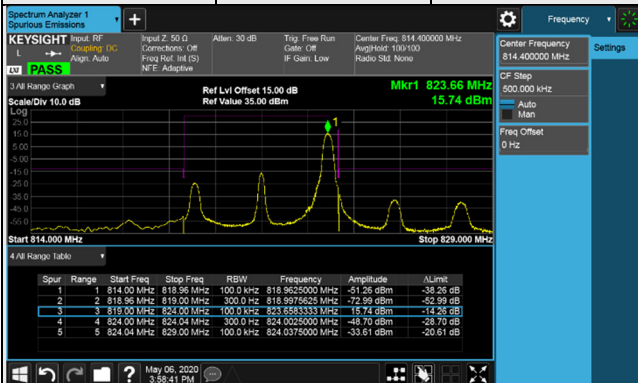 Spectrum Analyzer 1
Spurious Emissions
Frequency
KEYSIGHT Input: RF
Coupling: DC
Align: Auto
Input Z: 50 Ω
Corrections: Off
Freq Ref: Int (S)
NFE: Adaptive
Atten: 30 dB
Trig: Free Run
Gate: Off
IF Gain: Low
Center Freq: 814.400000 MHz
Avg|Hold: 100/100
Radio Std: None
L
LXI PASS
Center Frequency
814.400000 MHz
Settings
CF Step
500.000 kHz
Auto
Man
Freq Offset
0 Hz
3 All Range Graph
Scale/Div 10.0 dB
Ref Lvl Offset 15.00 dB
Ref Value 35.00 dBm
Mkr1 823.66 MHz
15.74 dBm
Log
25.0
15.0
5.00
-5.00
-15.0
-25.0
-35.0
-45.0
-55.0
1
Start 814.000 MHz
Stop 829.000 MHz
4 All Range Table
Spur Range Start Freq Stop Freq RBW Frequency Amplitude ΔLimit
1 1 814.00 MHz 818.96 MHz 100.0 kHz 818.9625000 MHz -51.26 dBm -38.26 dB
2 2 818.96 MHz 819.00 MHz 300.0 Hz 818.9975625 MHz -72.99 dBm -52.99 dB
3 3 819.00 MHz 824.00 MHz 100.0 kHz 823.6583333 MHz 15.74 dBm -14.26 dB
4 4 824.00 MHz 824.04 MHz 300.0 Hz 824.0025000 MHz -48.70 dBm -28.70 dB
5 5 824.04 MHz 829.00 MHz 100.0 kHz 824.0375000 MHz -33.61 dBm -20.61 dB
May 06, 2020
3:58:41 PM